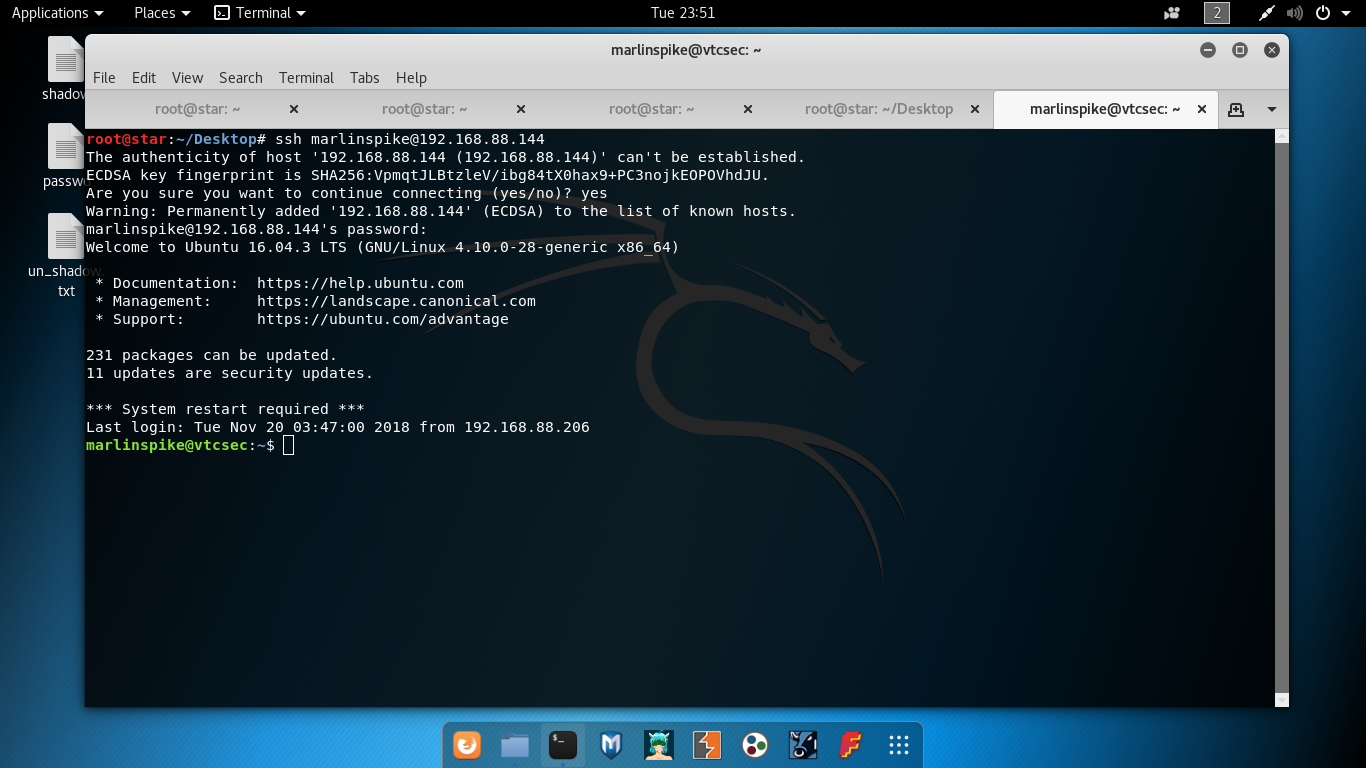 Applications Places Terminal Tue 23:51 2
shadow
passwd
un_shadow.
txt
marlinspike@vtcsec: ~
File Edit View Search Terminal Tabs Help
root@star: ~ root@star: ~ root@star: ~ root@star: ~/Desktop marlinspike@vtcsec: ~
root@star:~/Desktop# ssh marlinspike@192.168.88.144
The authenticity of host '192.168.88.144 (192.168.88.144)' can't be established.
ECDSA key fingerprint is SHA256:VpmqtJLBtzleV/ibg84tX0hax9+PC3nojkEOPOVhdJU.
Are you sure you want to continue connecting (yes/no)? yes
Warning: Permanently added '192.168.88.144' (ECDSA) to the list of known hosts.
marlinspike@192.168.88.144's password:
Welcome to Ubuntu 16.04.3 LTS (GNU/Linux 4.10.0-28-generic x86_64)
* Documentation: https://help.ubuntu.com
* Management: https://landscape.canonical.com
* Support: https://ubuntu.com/advantage
231 packages can be updated.
11 updates are security updates.
*** System restart required ***
Last login: Tue Nov 20 03:47:00 2018 from 192.168.88.206
marlinspike@vtcsec:~$